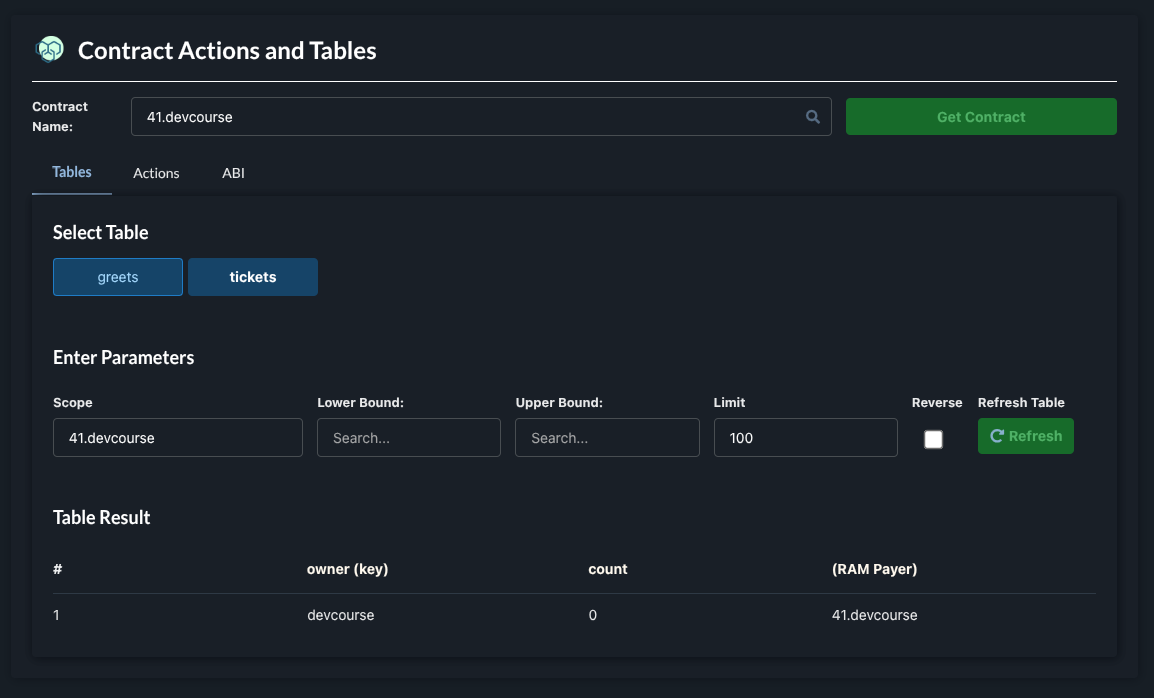 Contract Actions and Tables
Contract
Name:
41.devcourse
Get Contract
Tables Actions ABI
Select Table
greets tickets
Enter Parameters
Scope Lower Bound: Upper Bound: Limit Reverse Refresh Table
41.devcourse Search... Search... 100 Refresh
Table Result
# owner (key) count (RAM Payer)
1 devcourse 0 41.devcourse